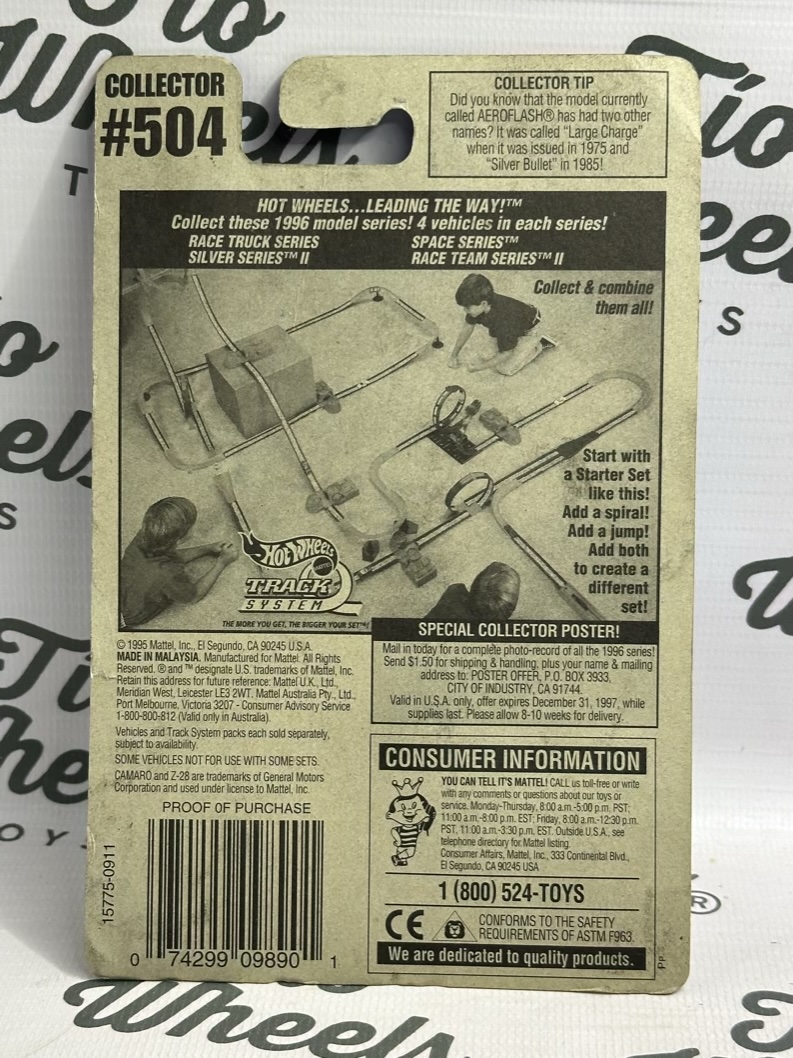 COLLECTOR
#504
COLLECTOR TIP
Did you know that the model currently
called AEROFLASH® has had two other
names? It was called "Large Charge"
when it was issued in 1975 and
"Silver Bullet" in 1985!
HOT WHEELS...LEADING THE WAY!™
Collect these 1996 model series! 4 vehicles in each series!
RACE TRUCK SERIES
SILVER SERIES™ II
SPACE SERIES™
RACE TEAM SERIES™ II
Collect & combine
them all!
Start with
a Starter Set
like this!
Add a spiral!
Add a jump!
Add both
to create a
different
set!
HOT WHEELS
TRACK
SYSTEM
THE MORE YOU GET, THE BIGGER YOUR SET™!
© 1995 Mattel, Inc., El Segundo, CA 90245 U.S.A.
MADE IN MALAYSIA. Manufactured for Mattel. All Rights
Reserved. ® and ™ designate U.S. trademarks of Mattel, Inc.
Retain this address for future reference: Mattel U.K., Ltd.,
Meridian West, Leicester LE3 2WT. Mattel Australia Pty., Ltd.,
Port Melbourne, Victoria 3207 - Consumer Advisory Service
1-800-800-812 (Valid only in Australia).
Vehicles and Track System packs each sold separately,
subject to availability.
SOME VEHICLES NOT FOR USE WITH SOME SETS.
CAMARO and Z-28 are trademarks of General Motors
Corporation and used under license to Mattel, Inc.
PROOF OF PURCHASE
15775-0911
0 74299 09890 1
SPECIAL COLLECTOR POSTER!
Mail in today for a complete photo-record of all the 1996 series!
Send $1.50 for shipping & handling, plus your name & mailing
address to: POSTER OFFER, P.O. BOX 3933,
CITY OF INDUSTRY, CA 91744.
Valid in U.S.A. only, offer expires December 31, 1997, while
supplies last. Please allow 8-10 weeks for delivery.
CONSUMER INFORMATION
YOU CAN TELL IT'S MATTEL! CALL us toll-free or write
with any comments or questions about our toys or
service. Monday-Thursday, 8:00 a.m.-5:00 p.m. PST;
11:00 a.m.-8:00 p.m. EST; Friday, 8:00 a.m.-12:30 p.m.
PST, 11:00 a.m.-3:30 p.m. EST. Outside U.S.A., see
telephone directory for Mattel listing.
Consumer Affairs, Mattel, Inc., 333 Continental Blvd.,
El Segundo, CA 90245 USA
1 (800) 524-TOYS
CE
CONFORMS TO THE SAFETY
REQUIREMENTS OF ASTM F963.
We are dedicated to quality products.
Pp
Tío
Wheels
TOYS